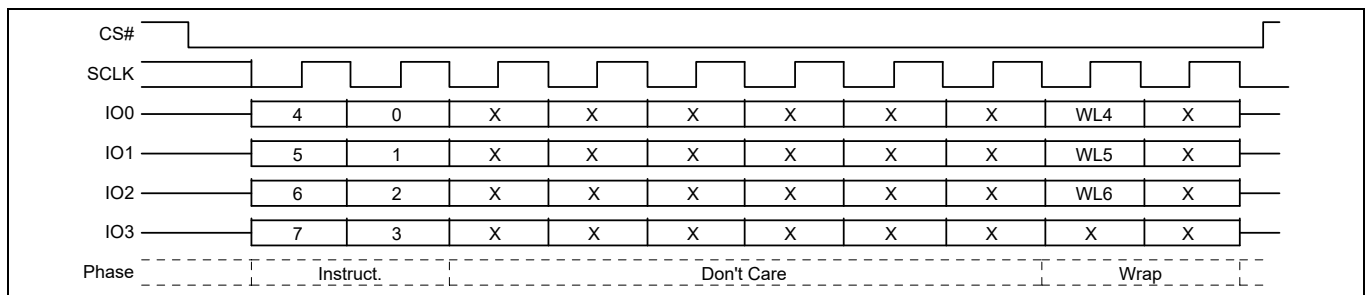 CS#
SCLK
IO0 4 0 X X X X X X WL4 X
IO1 5 1 X X X X X X WL5 X
IO2 6 2 X X X X X X WL6 X
IO3 7 3 X X X X X X X X
Phase Instruct. Don't Care Wrap